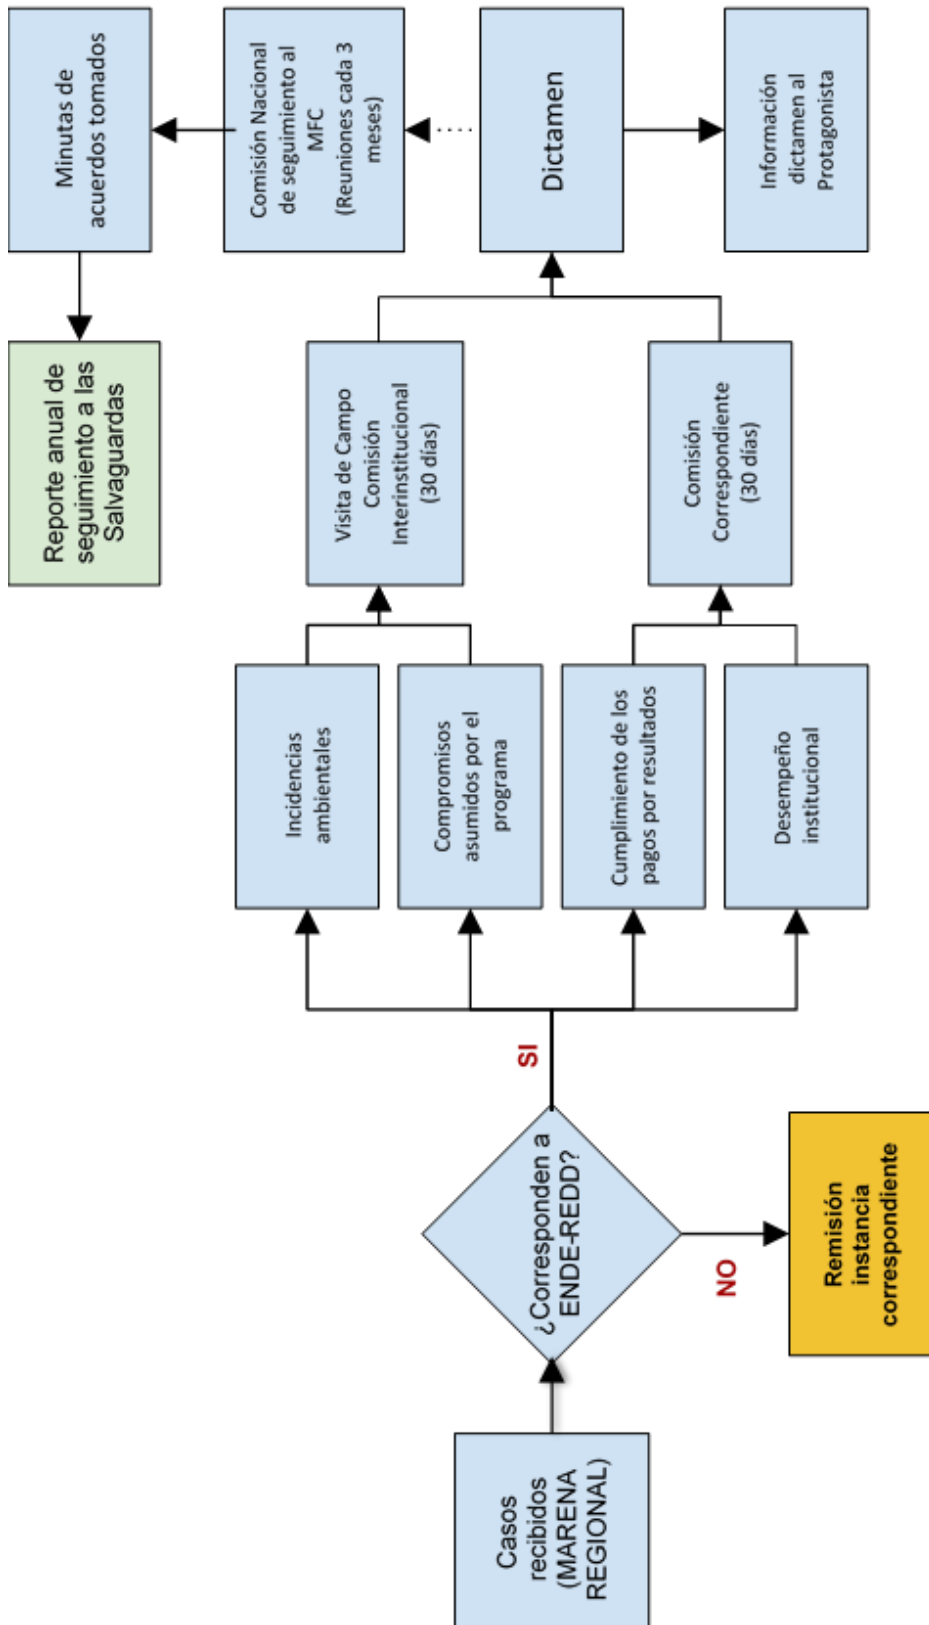 Casos
recibidos
(MARENA
REGIONAL)
¿Corresponden a
ENDE-REDD?
SI
NO
Remisión
instancia
correspondiente
Incidencias
ambientales
Compromisos
asumidos por el
programa
Cumplimiento de los
pagos por resultados
Desempeño
institucional
Visita de Campo
Comisión
Interinstitucional
(30 días)
Comisión
Correspondiente
(30 días)
Dictamen
Información
dictamen al
Protagonista
Comisión Nacional
de seguimiento al
MFC
(Reuniones cada 3
meses)
Minutas de
acuerdos tomados
Reporte anual de
seguimiento a las
Salvaguardas